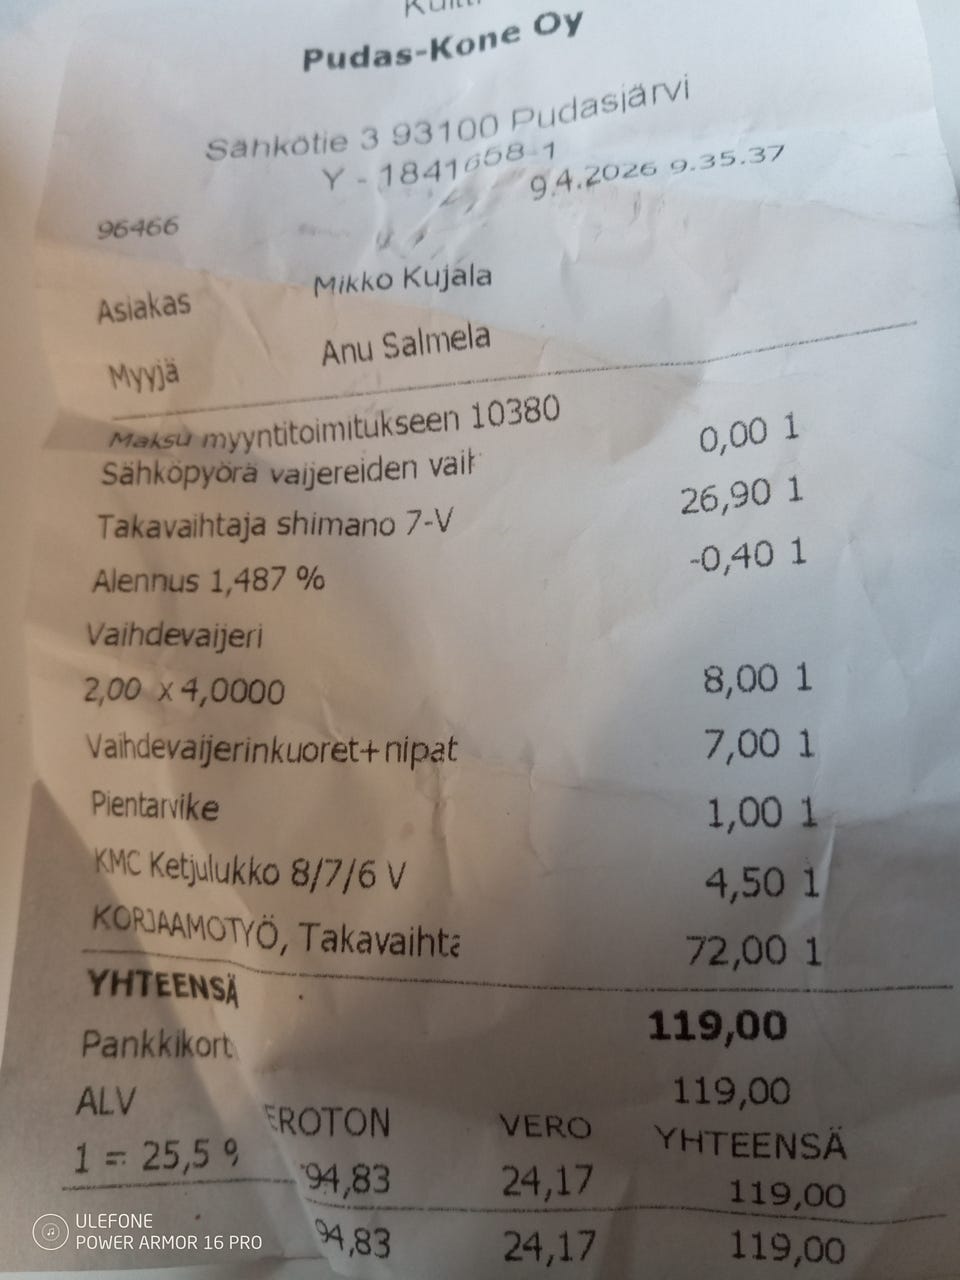 Kuitti
Pudas-Kone Oy
Sähkötie 3 93100 Pudasjärvi
Y - 1841658-1
9.4.2026 9.35.37
96466
Asiakas Mikko Kujala
Myyjä Anu Salmela
Maksu myyntitoimitukseen 10380
Sähköpyörä vaijereiden vaih 0,00 1
Takavaihtaja shimano 7-V 26,90 1
Alennus 1,487 % -0,40 1
Vaihdevaijeri
2,00 x 4,0000 8,00 1
Vaihdevaijerinkuoret+nipat 7,00 1
Pientarvike 1,00 1
KMC Ketjulukko 8/7/6 V 4,50 1
KORJAAMOTYÖ, Takavaihta 72,00 1
YHTEENSÄ 119,00
Pankkikort 119,00
ALV EROTON VERO YHTEENSÄ
1 = 25,5 % 94,83 24,17 119,00
94,83 24,17 119,00
ULEFONE
POWER ARMOR 16 PRO